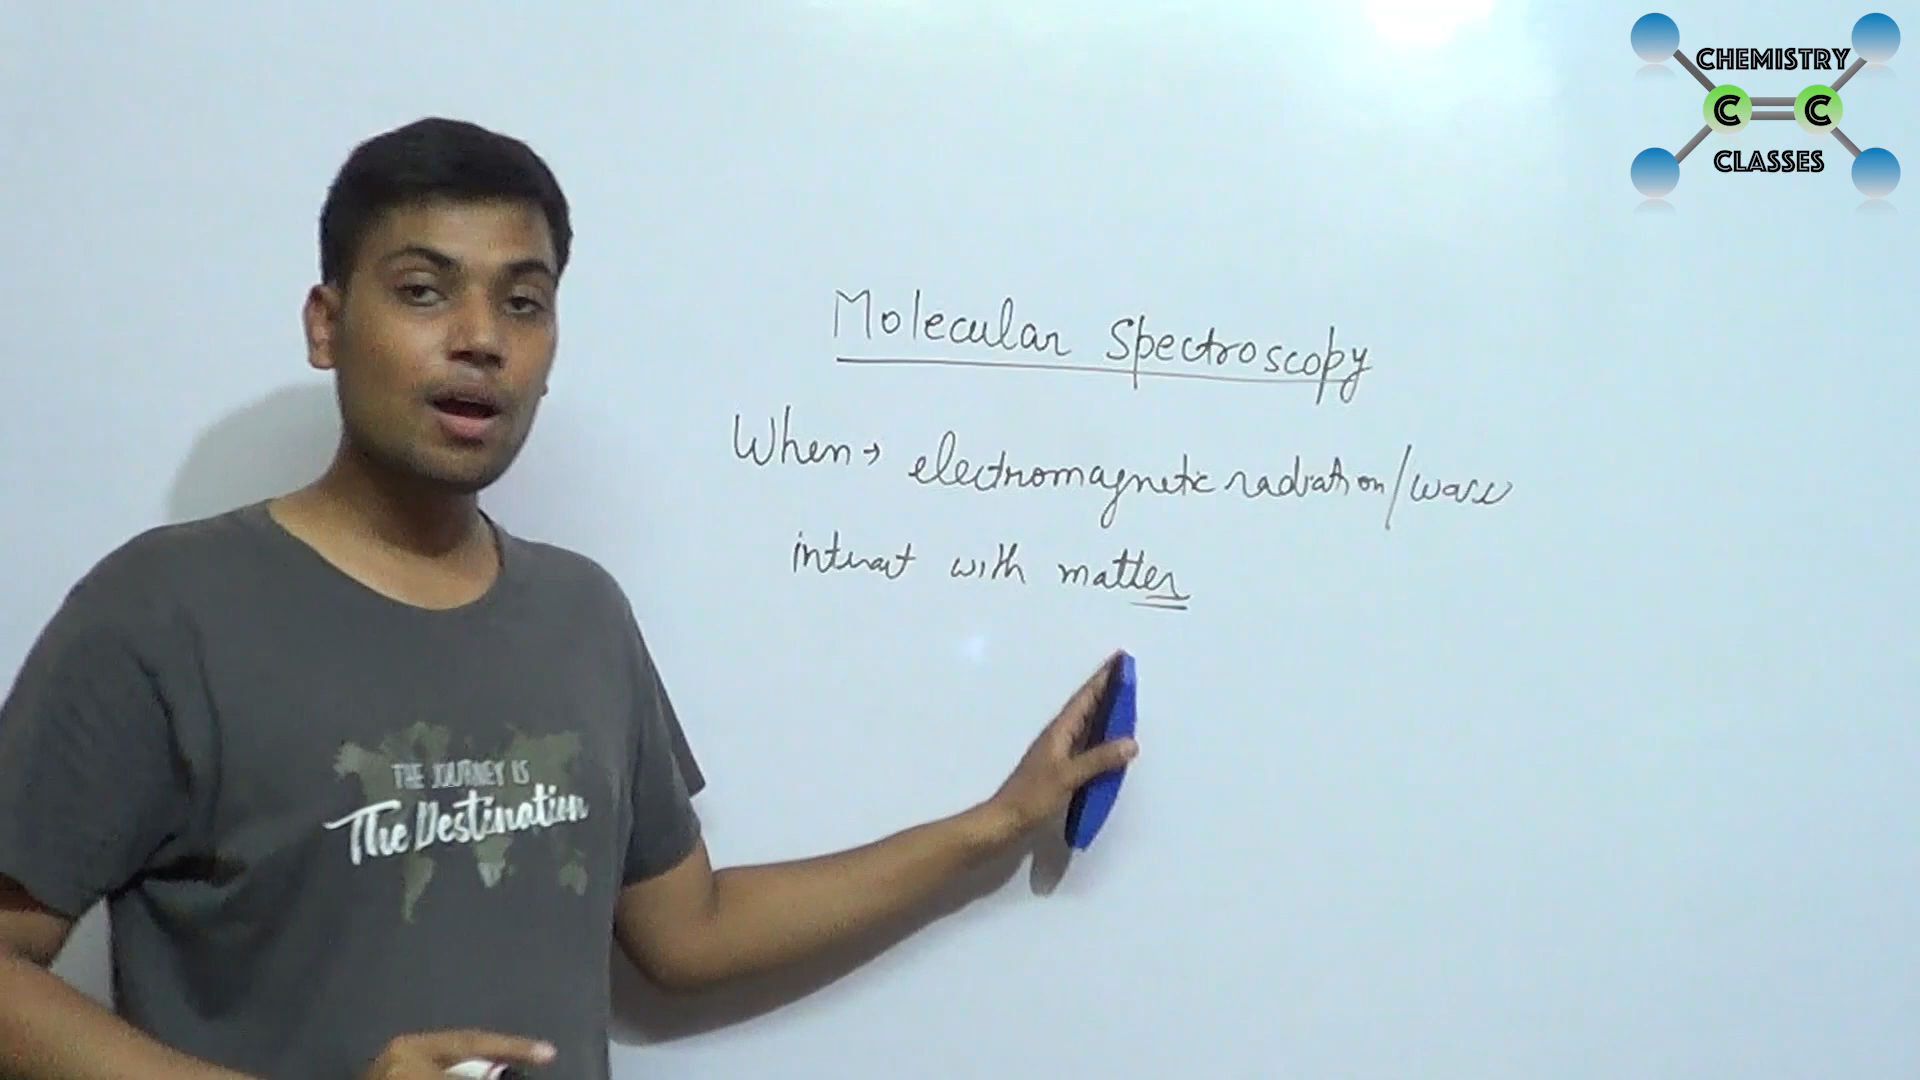 CHEMISTRY
C C
CLASSES
Molecular Spectroscopy
When → electromagnetic radiation/wave
interact with matter
THE JOURNEY IS
The Destination